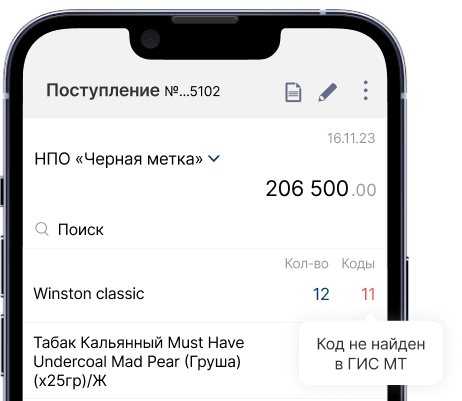 Поступление №...5102
16.11.23
НПО «Черная метка»
206 500.00
Поиск
Кол-во Коды
Winston classic 12 11
Код не найден
в ГИС МТ
Табак Кальянный Must Have
Undercoal Mad Pear (Груша)
(х25гр)/Ж